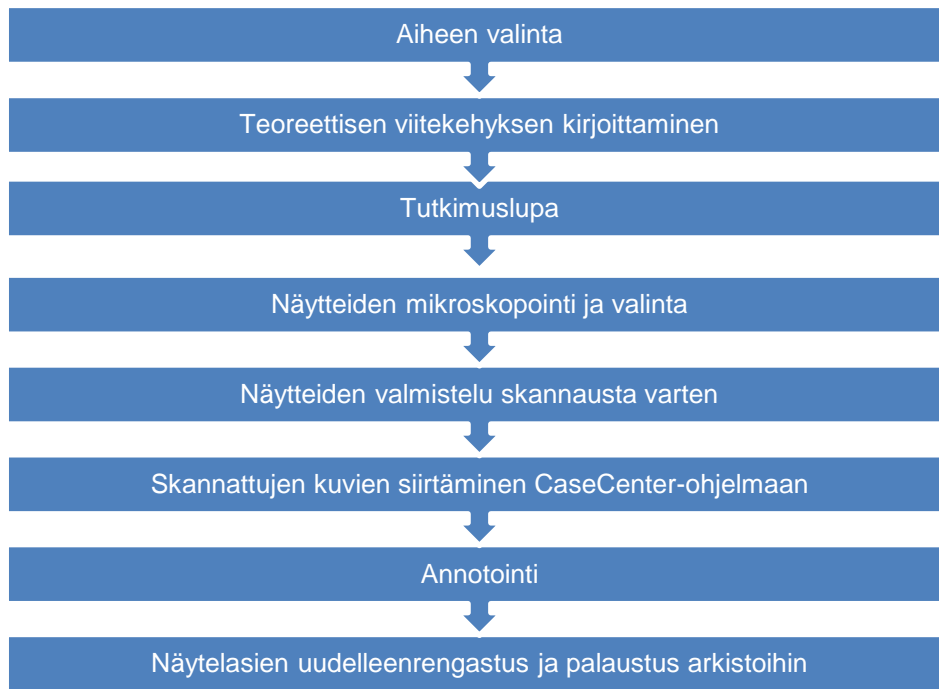 Aiheen valinta
Teoreettisen viitekehyksen kirjoittaminen
Tutkimuslupa
Näytteiden mikroskopointi ja valinta
Näytteiden valmistelu skannausta varten
Skannattujen kuvien siirtäminen CaseCenter-ohjelmaan
Annotointi
Näytelasien uudelleenrengastus ja palautus arkistoihin